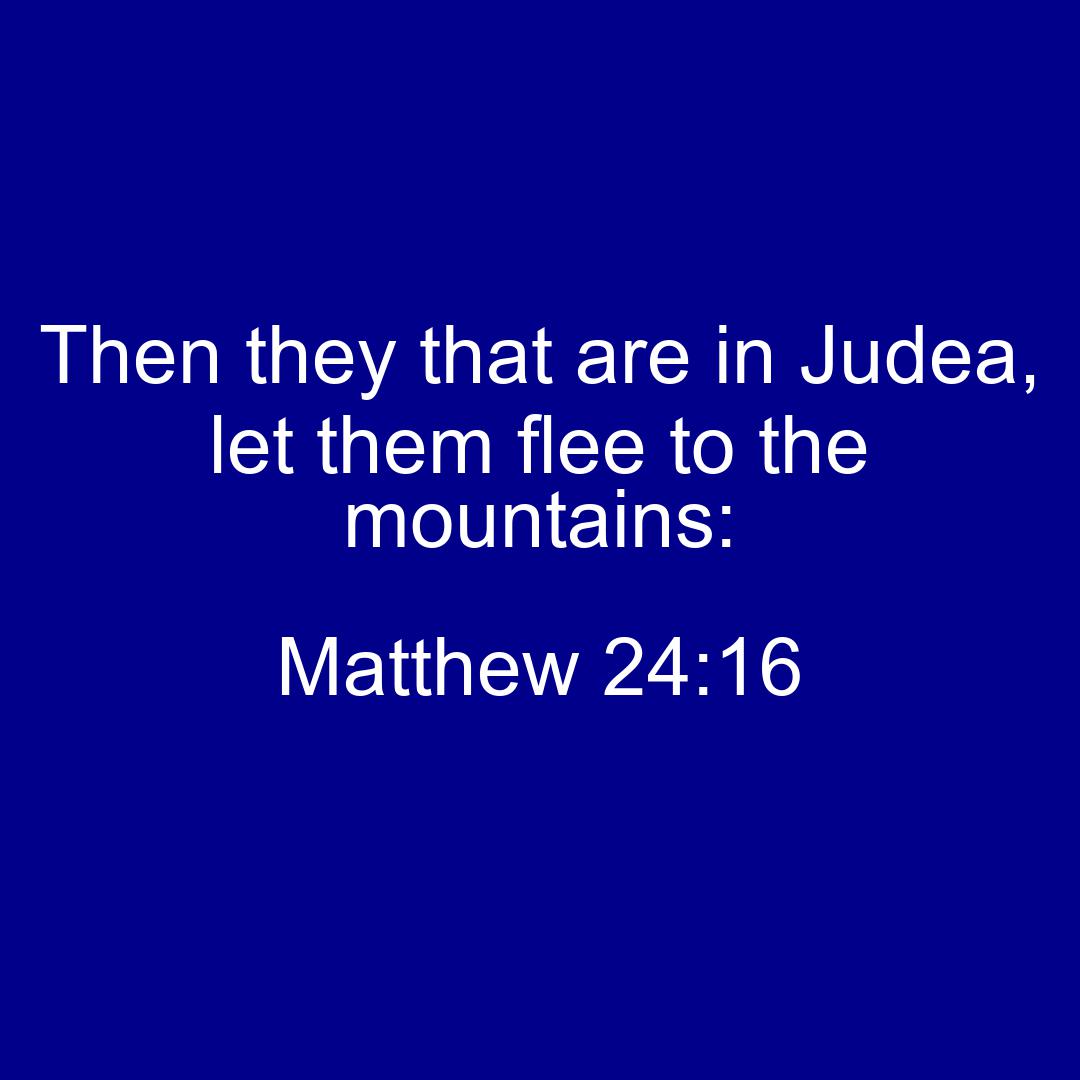 Then they that are in Judea,
let them flee to the
mountains:
Matthew 24:16